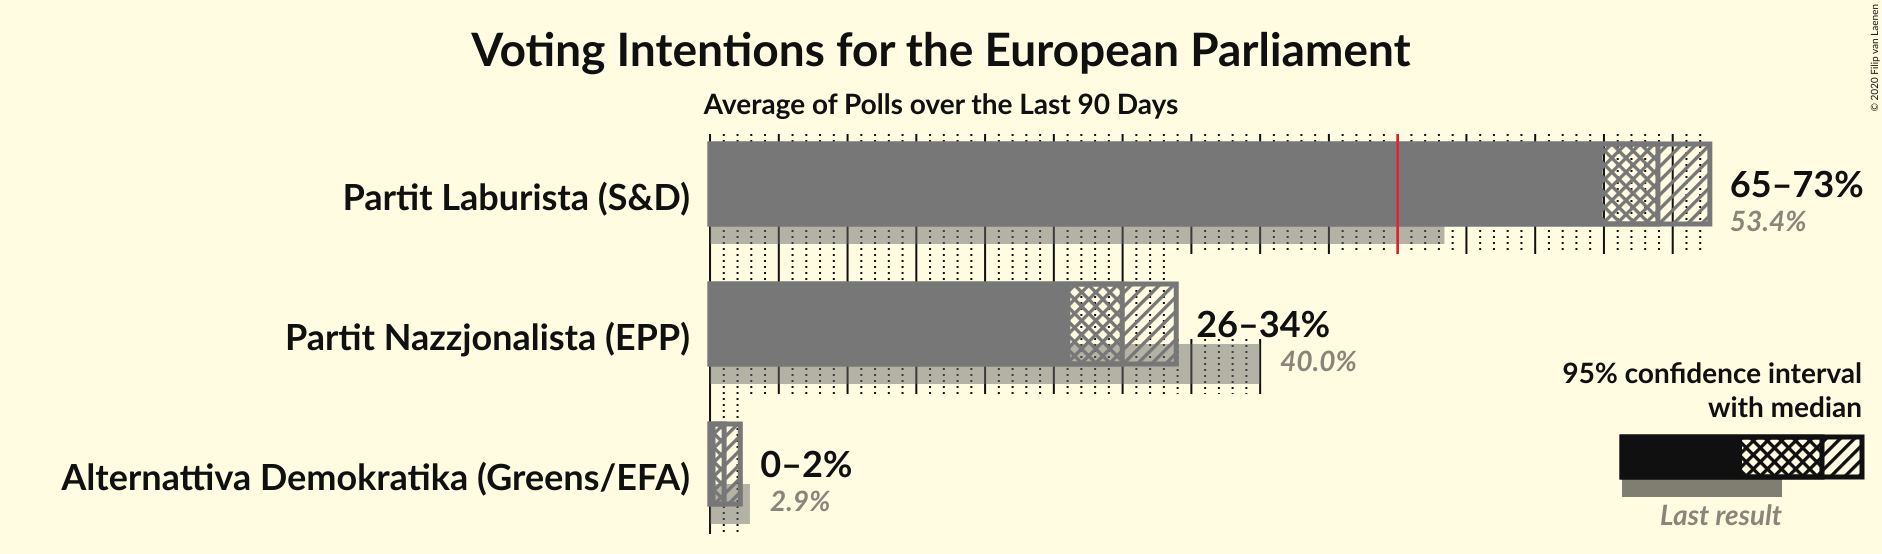 Voting Intentions for the European Parliament
Average of Polls over the Last 90 Days
Partit Laburista (S&D)
65–73%
53.4%
Partit Nazzjonalista (EPP)
26–34%
40.0%
Alternattiva Demokratika (Greens/EFA)
0–2%
2.9%
95% confidence interval
with median
Last result
© 2020 Filip van Laenen